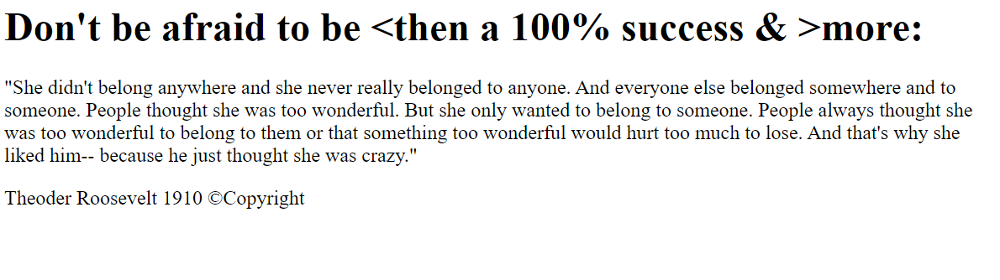 Don't be afraid to be <then a 100% success & >more:
"She didn't belong anywhere and she never really belonged to anyone. And everyone else belonged somewhere and to
someone. People thought she was too wonderful. But she only wanted to belong to someone. People always thought she
was too wonderful to belong to them or that something too wonderful would hurt too much to lose. And that's why she
liked him-- because he just thought she was crazy."
Theoder Roosevelt 1910 ©Copyright